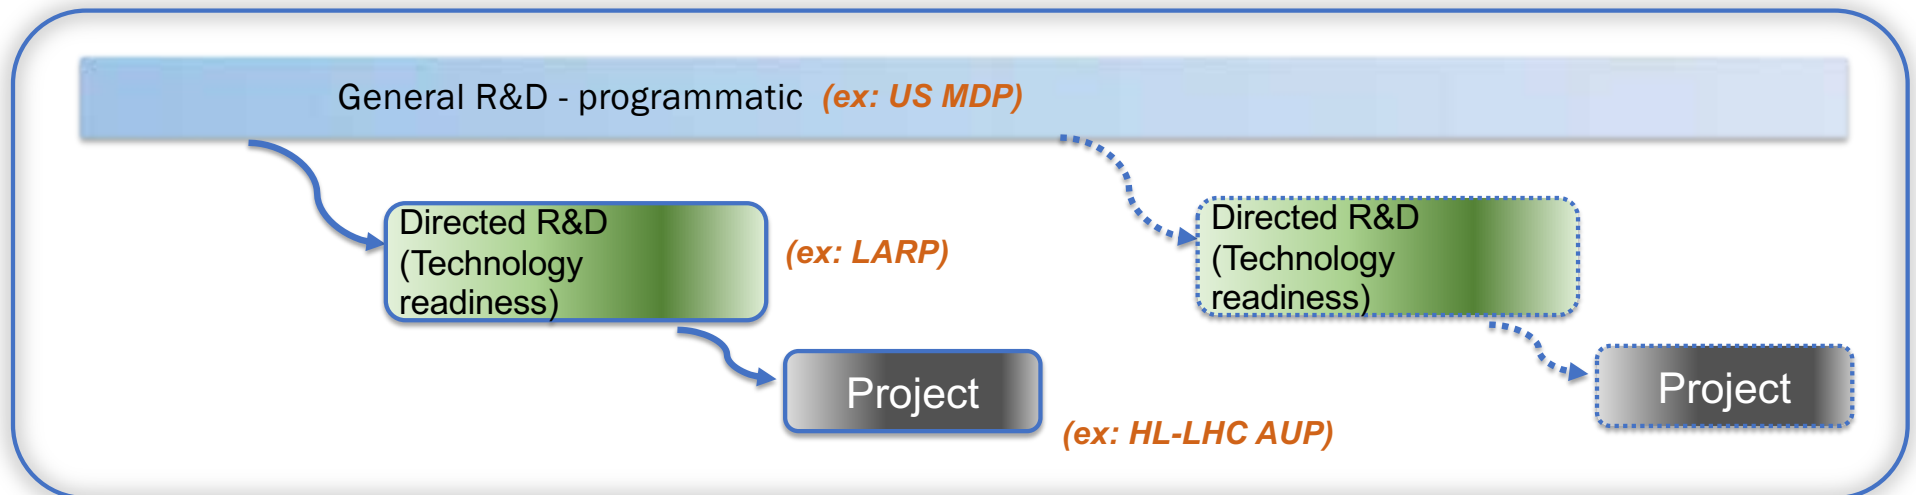 General R&D - programmatic (ex: US MDP)
Directed R&D
(Technology
readiness)
(ex: LARP)
Project
(ex: HL-LHC AUP)
Directed R&D
(Technology
readiness)
Project